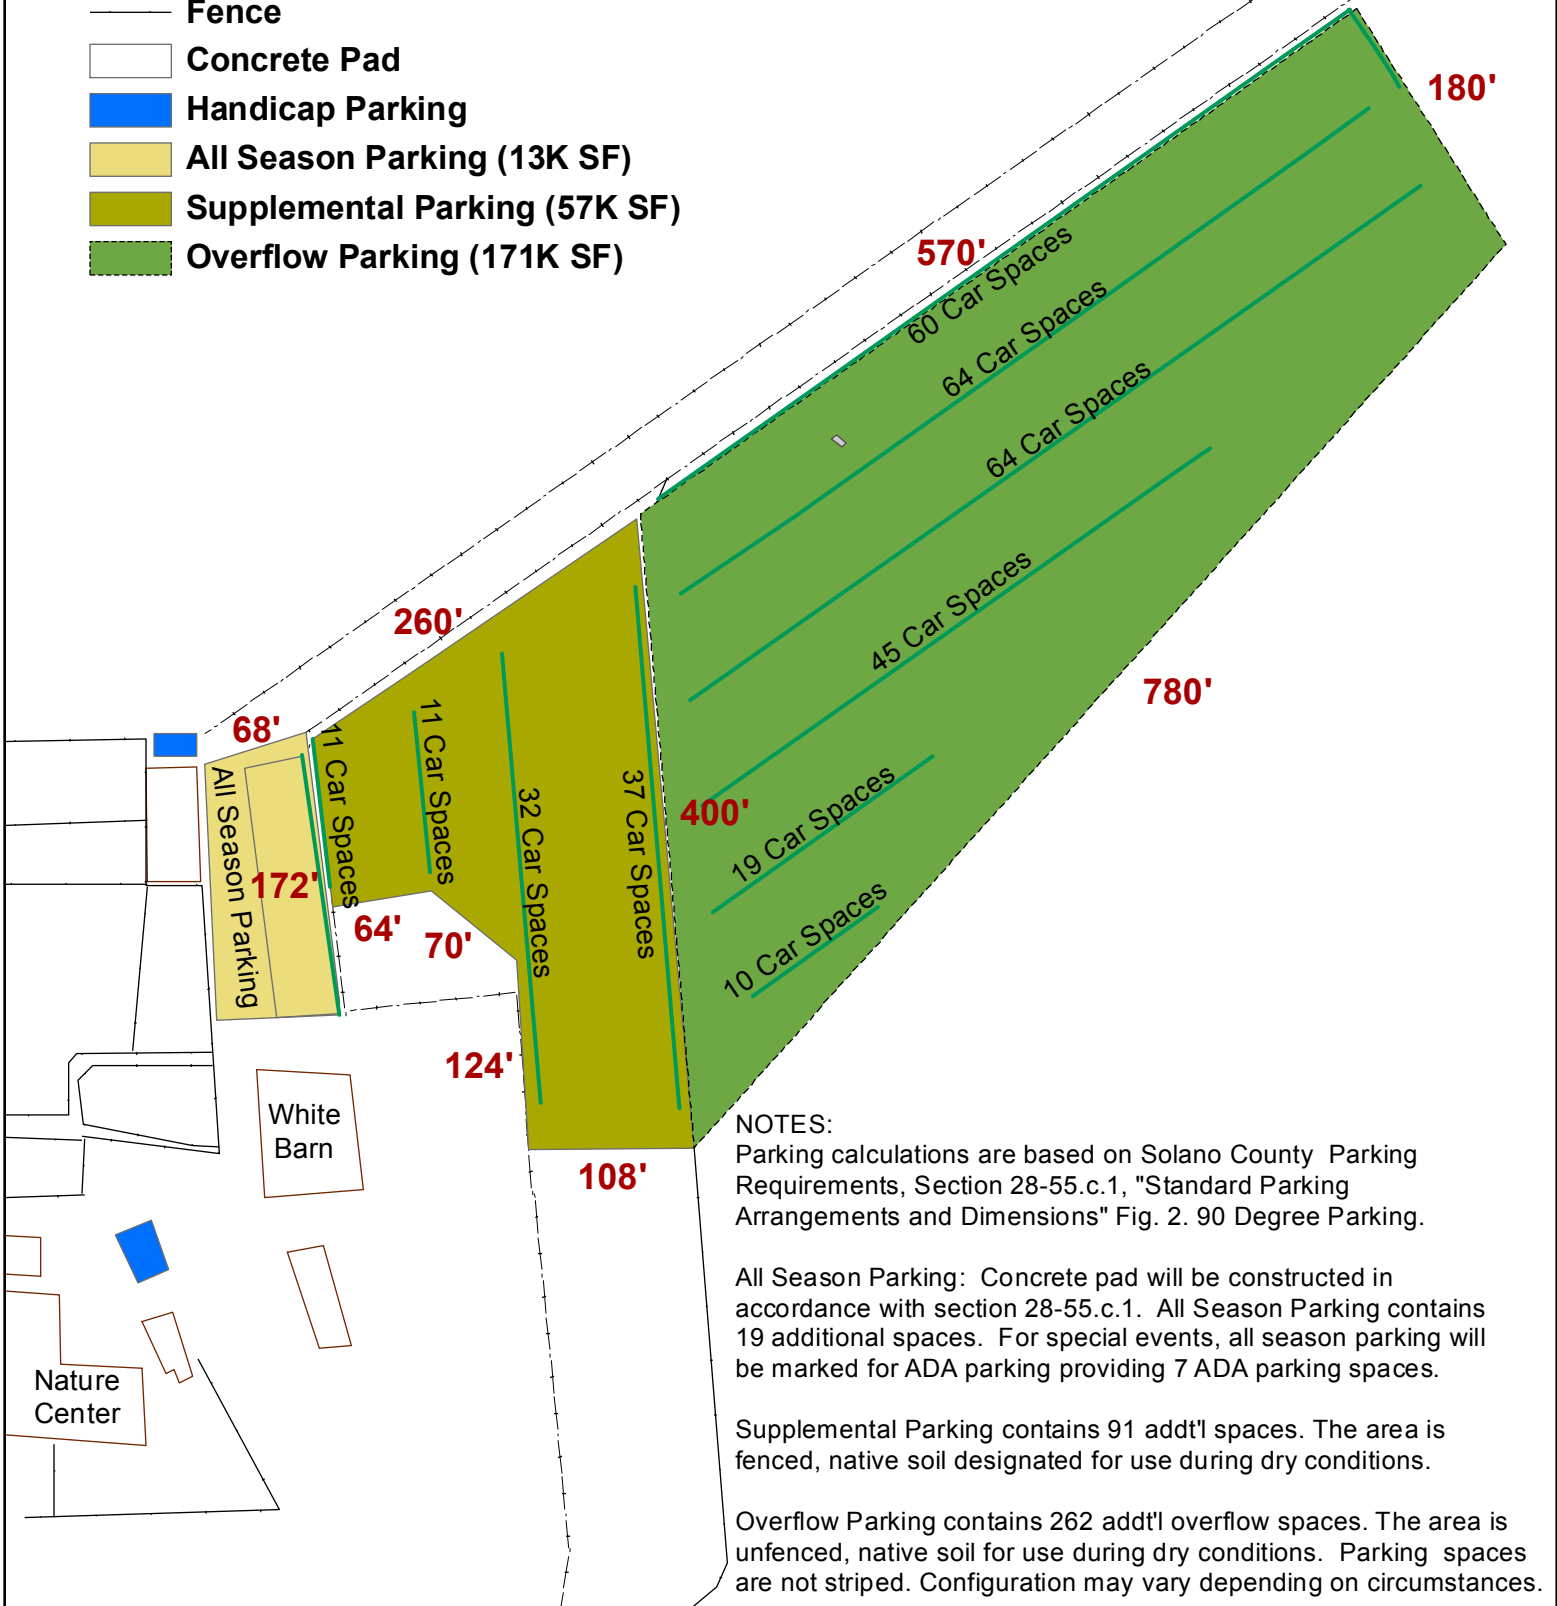 Fence
Concrete Pad
Handicap Parking
All Season Parking (13K SF)
Supplemental Parking (57K SF)
Overflow Parking (171K SF)
180'
570'
60 Car Spaces
64 Car Spaces
64 Car Spaces
45 Car Spaces
19 Car Spaces
10 Car Spaces
780'
400'
260'
68'
All Season Parking
172'
11 Car Spaces
11 Car Spaces
32 Car Spaces
37 Car Spaces
64'
70'
124'
108'
White
Barn
Nature
Center
NOTES:
Parking calculations are based on Solano County Parking
Requirements, Section 28-55.c.1, "Standard Parking
Arrangements and Dimensions" Fig. 2. 90 Degree Parking.
All Season Parking: Concrete pad will be constructed in
accordance with section 28-55.c.1. All Season Parking contains
19 additional spaces. For special events, all season parking will
be marked for ADA parking providing 7 ADA parking spaces.
Supplemental Parking contains 91 addt'l spaces. The area is
fenced, native soil designated for use during dry conditions.
Overflow Parking contains 262 addt'l overflow spaces. The area is
unfenced, native soil for use during dry conditions. Parking spaces
are not striped. Configuration may vary depending on circumstances.